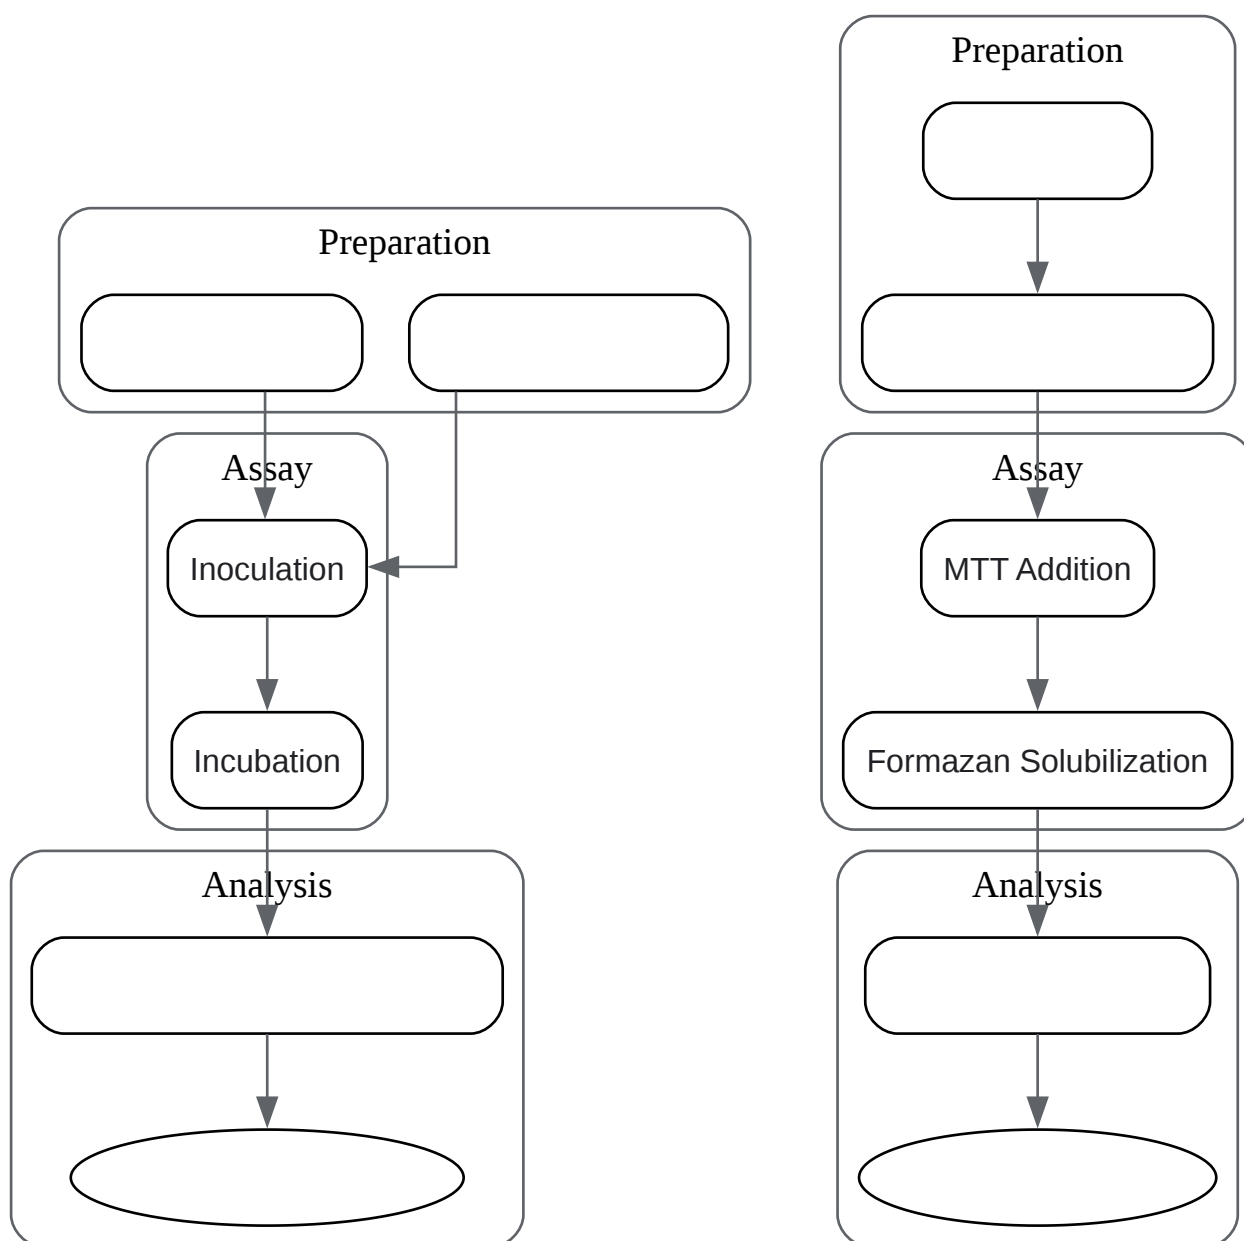 Preparation
Assay
Inoculation
Incubation
Analysis
Preparation
Assay
MTT Addition
Formazan Solubilization
Analysis